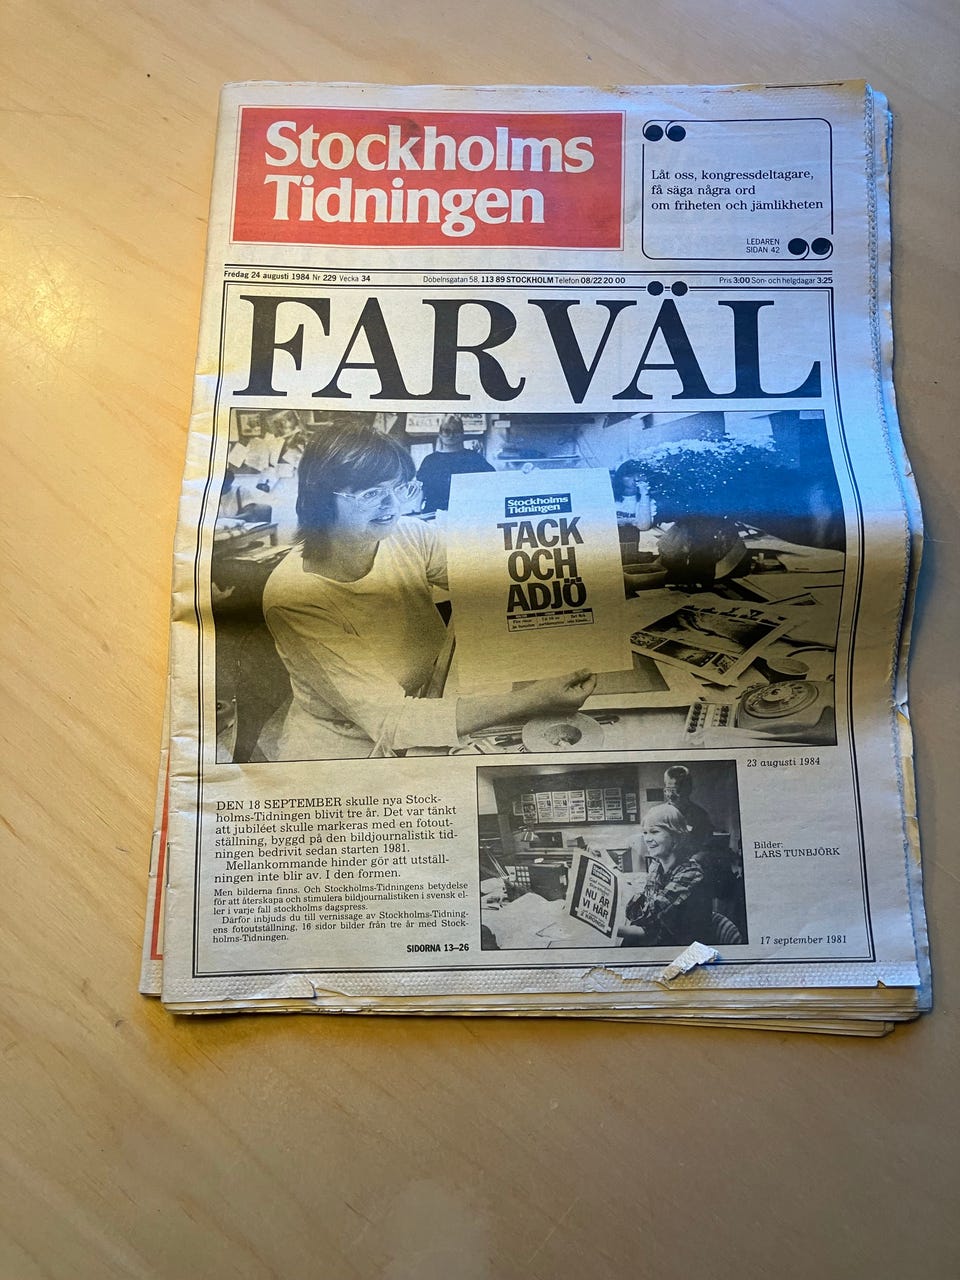 Stockholms
Tidningen
Låt oss, kongressdeltagare,
få säga några ord
om friheten och jämlikheten
LEDAREN
SIDAN 42
Fredag 24 augusti 1984 Nr 229 Vecka 34
Döbelnsgatan 58, 113 89 STOCKHOLM Telefon 08/22 20 00
Pris 3:00 Sön- och helgdagar 3:25
FARVÄL
Stockholms
Tidningen
TACK
OCH
ADJÖ
23 augusti 1984
DEN 18 SEPTEMBER skulle nya Stock-
holms-Tidningen blivit tre år. Det var tänkt
att jubiléet skulle markeras med en fotout-
ställning, byggd på den bildjournalistik tid-
ningen bedrivit sedan starten 1981.
Mellankommande hinder gör att utställ-
ningen inte blir av. I den formen.
Men bilderna finns. Och Stockholms-Tidningens betydelse
för att återskapa och stimulera bildjournalistiken i svensk el-
ler i varje fall stockholms dagspress.
Därför inbjuds du till vernissage av Stockholms-Tidning-
ens fotoutställning, 16 sidor bilder från tre år med Stock-
holms-Tidningen.
SIDORNA 13–26
NU ÄR
VI HÄR
Bilder:
LARS TUNBJÖRK
17 september 1981